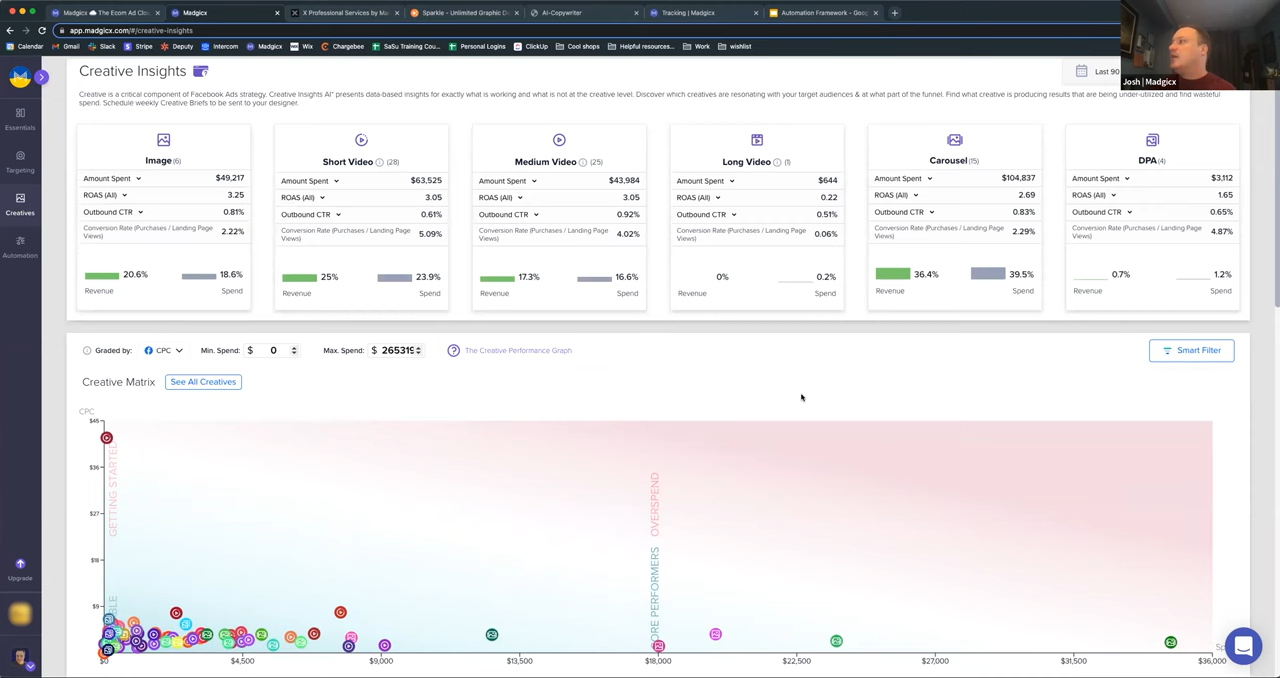 Madgicx ☁ The Ecom Ad Clou
Madgicx
X Professional Services by Ma
Sparkle - Unlimited Graphic De
AI-Copywriter
Tracking | Madgicx
Automation Framework - Goog
app.madgicx.com/#/creative-insights
Calendar
Gmail
Slack
Stripe
Deputy
Intercom
Madgicx
Wix
Chargebee
SaSu Training Cou...
Personal Logins
ClickUp
Cool shops
Helpful resources...
Work
wishlist
Josh | Madgicx
Essentials
Targeting
Creatives
Automation
Upgrade
Creative Insights
Last 90
Creative is a critical component of Facebook Ads strategy. Creative Insights AI™ presents data-based insights for exactly what is working and what is not at the creative level. Discover which creatives are resonating with your target audiences & at what part of the funnel. Find what creative is producing results that are being under-utilized and find wasteful
spend. Schedule weekly Creative Briefs to be sent to your designer.
Image (6)
Amount Spent $49,217
ROAS (All) 3.25
Outbound CTR 0.81%
Conversion Rate (Purchases / Landing Page
Views) 2.22%
20.6% 18.6%
Revenue Spend
Short Video (28)
Amount Spent $63,525
ROAS (All) 3.05
Outbound CTR 0.61%
Conversion Rate (Purchases / Landing Page
Views) 5.09%
25% 23.9%
Revenue Spend
Medium Video (25)
Amount Spent $43,984
ROAS (All) 3.05
Outbound CTR 0.92%
Conversion Rate (Purchases / Landing Page
Views) 4.02%
17.3% 16.6%
Revenue Spend
Long Video (1)
Amount Spent $644
ROAS (All) 0.22
Outbound CTR 0.51%
Conversion Rate (Purchases / Landing Page
Views) 0.06%
0% 0.2%
Revenue Spend
Carousel (15)
Amount Spent $104,837
ROAS (All) 2.69
Outbound CTR 0.83%
Conversion Rate (Purchases / Landing Page
Views) 2.29%
36.4% 39.5%
Revenue Spend
DPA (4)
Amount Spent $3,112
ROAS (All) 1.65
Outbound CTR 0.65%
Conversion Rate (Purchases / Landing Page
Views) 4.87%
0.7% 1.2%
Revenue Spend
Graded by: CPC Min. Spend: $ 0 Max. Spend: $ 265319 The Creative Performance Graph
Smart Filter
Creative Matrix See All Creatives
CPC
$45
$36
$27
$18
$9
GETTING STARTED
OVERSPEND
ORE PERFORMERS
$0 $4,500 $9,000 $13,500 $18,000 $22,500 $27,000 $31,500 $36,000